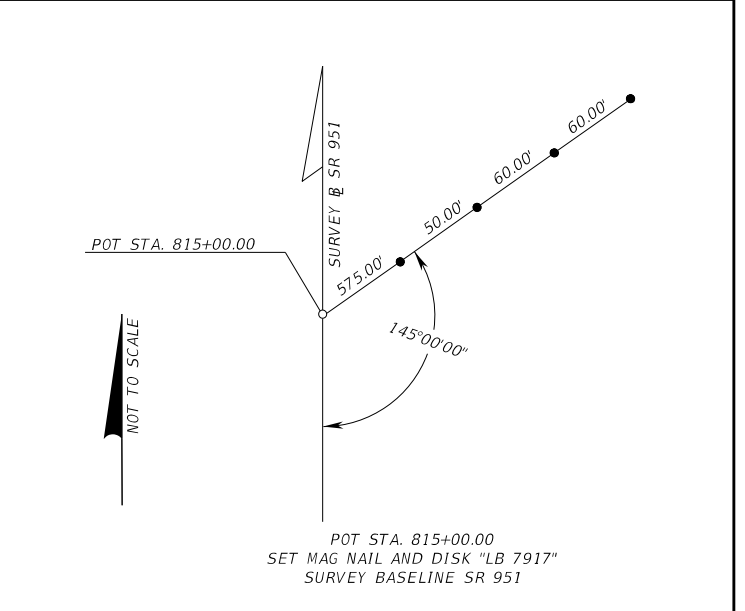 60.00'
60.00'
50.00'
575.00'
SURVEY BL SR 951
POT STA. 815+00.00
145°00'00"
NOT TO SCALE
POT STA. 815+00.00
SET MAG NAIL AND DISK "LB 7917"
SURVEY BASELINE SR 951